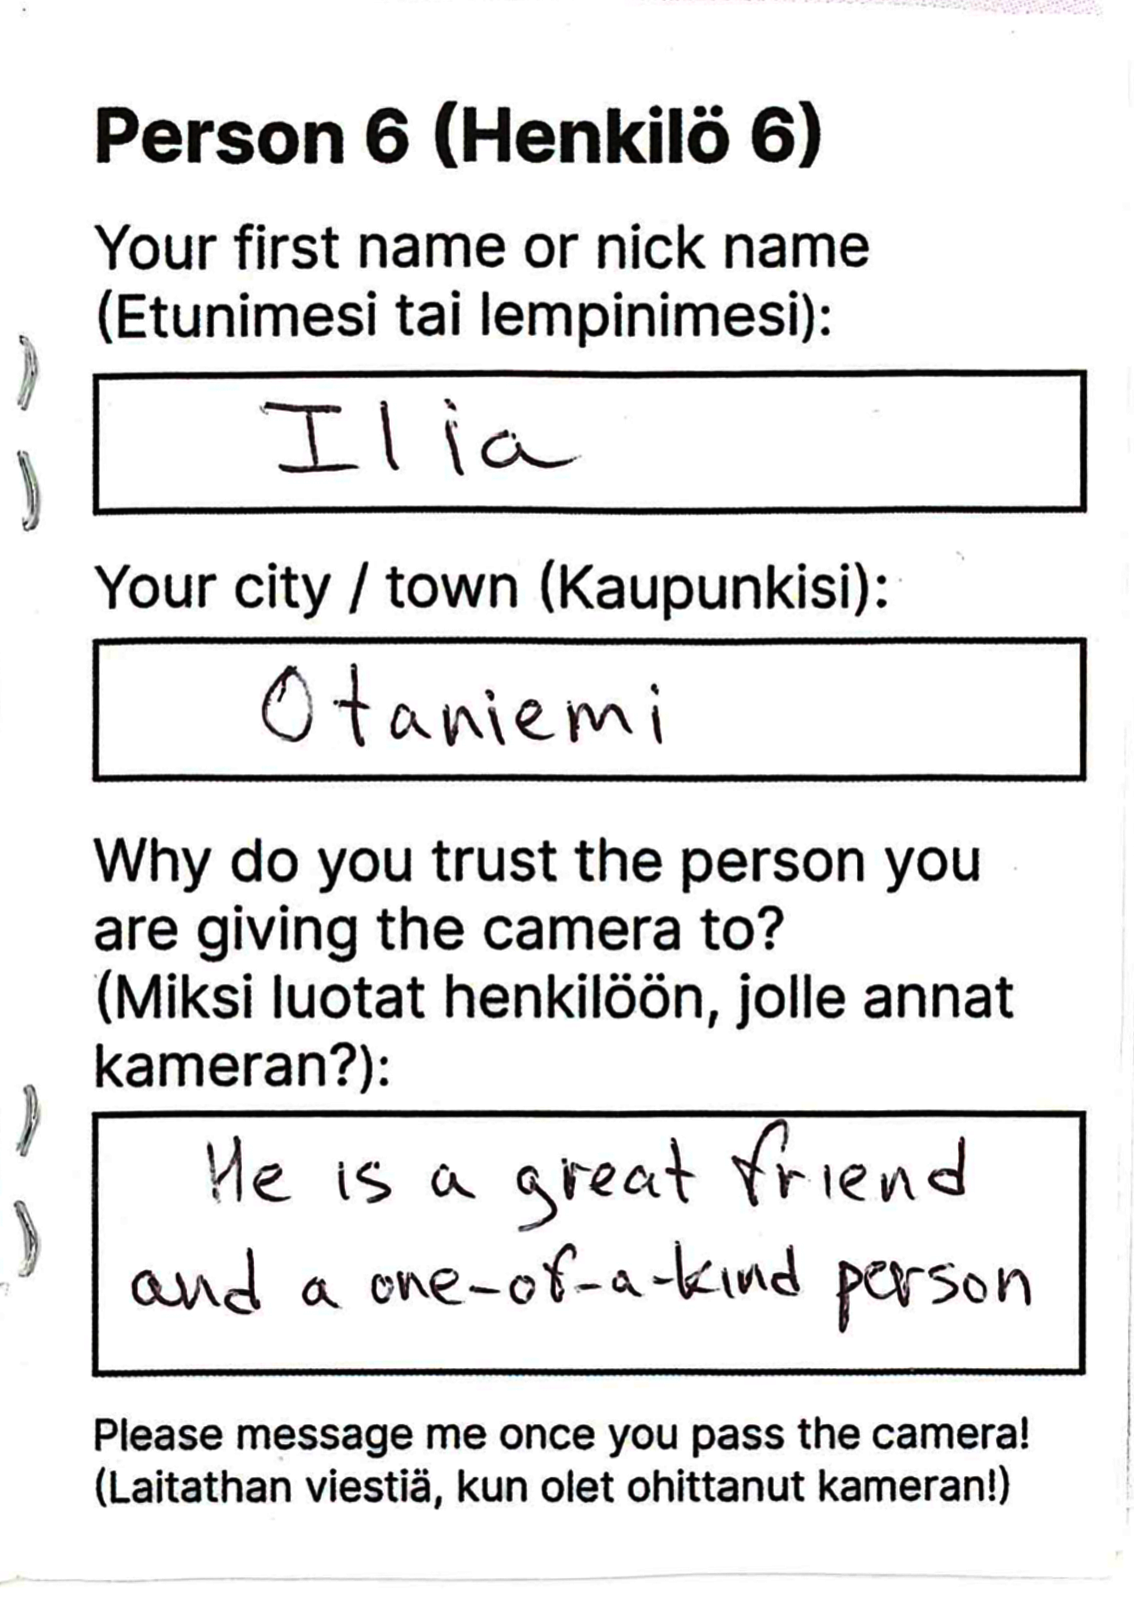 Person 6 (Henkilö 6)
Your first name or nick name
(Etunimesi tai lempinimesi):
Ilia
Your city / town (Kaupunkisi):
Otaniemi
Why do you trust the person you
are giving the camera to?
(Miksi luotat henkilöön, jolle annat
kameran?):
He is a great friend
and a one-of-a-kind person
Please message me once you pass the camera!
(Laitathan viestiä, kun olet ohittanut kameran!)